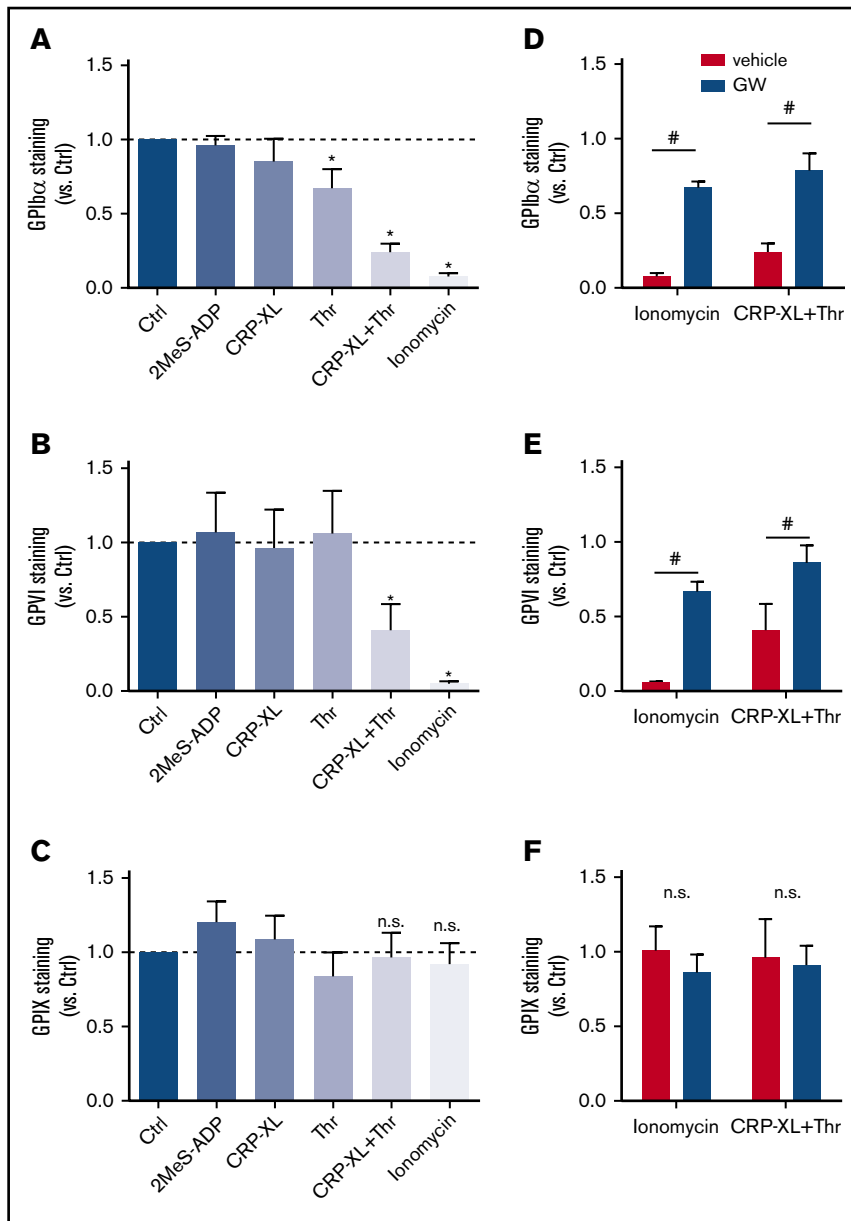 A
GPIbα staining
(vs. Ctrl)
1.5
1.0
0.5
0.0
*
*
*
Ctrl
2MeS-ADP
CRP-XL
Thr
CRP-XL+Thr
Ionomycin
D
GPIbα staining
(vs. Ctrl)
1.5
1.0
0.5
0.0
vehicle
GW
#
#
Ionomycin
CRP-XL+Thr
B
GPVI staining
(vs. Ctrl)
1.5
1.0
0.5
0.0
*
*
Ctrl
2MeS-ADP
CRP-XL
Thr
CRP-XL+Thr
Ionomycin
E
GPVI staining
(vs. Ctrl)
1.5
1.0
0.5
0.0
#
#
Ionomycin
CRP-XL+Thr
C
GPIX staining
(vs. Ctrl)
1.5
1.0
0.5
0.0
n.s.
n.s.
Ctrl
2MeS-ADP
CRP-XL
Thr
CRP-XL+Thr
Ionomycin
F
GPIX staining
(vs. Ctrl)
1.5
1.0
0.5
0.0
n.s.
n.s.
Ionomycin
CRP-XL+Thr